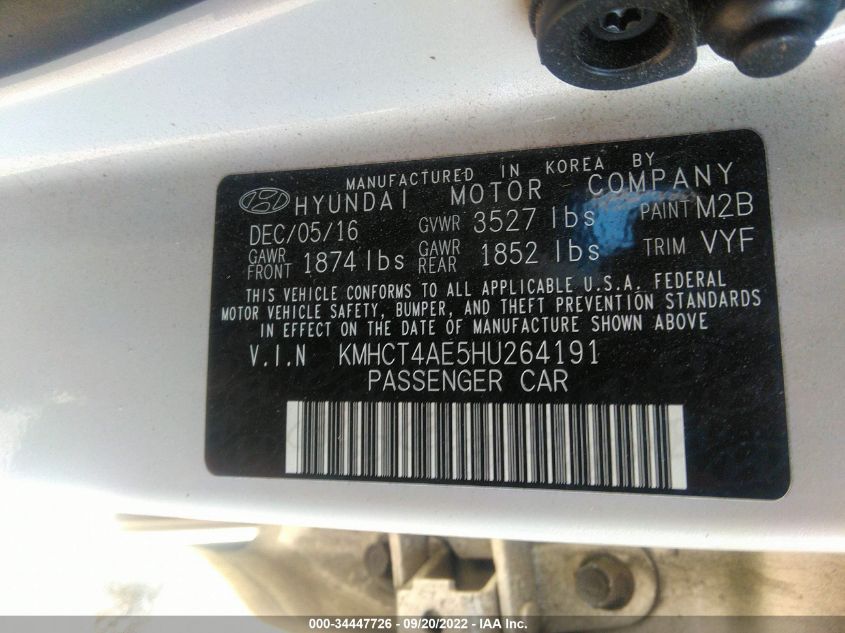 MANUFACTURED IN KOREA BY
HYUNDAI MOTOR COMPANY
DEC/05/16 GVWR 3527 lbs PAINT M2B
GAWR FRONT 1874 lbs GAWR REAR 1852 lbs TRIM VYF
THIS VEHICLE CONFORMS TO ALL APPLICABLE U.S.A. FEDERAL
MOTOR VEHICLE SAFETY, BUMPER, AND THEFT PREVENTION STANDARDS
IN EFFECT ON THE DATE OF MANUFACTURE SHOWN ABOVE
V.I.N KMHCT4AE5HU264191
PASSENGER CAR
000-34447726 - 09/20/2022 - IAA Inc.